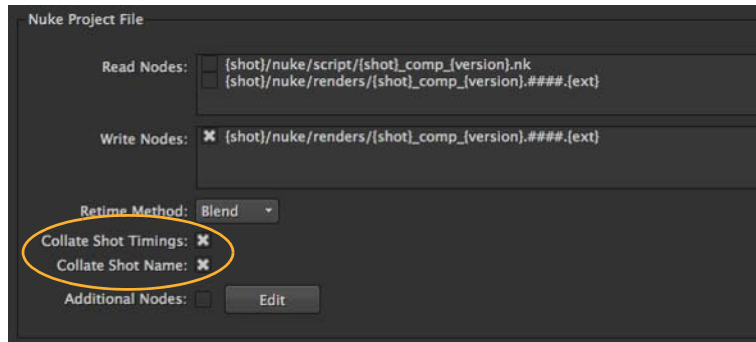 Nuke Project File
Read Nodes: {shot}/nuke/script/{shot}_comp_{version}.nk
{shot}/nuke/renders/{shot}_comp_{version}.####.{ext}
Write Nodes: {shot}/nuke/renders/{shot}_comp_{version}.####.{ext}
Retime Method: Blend
Collate Shot Timings:
Collate Shot Name:
Additional Nodes: Edit